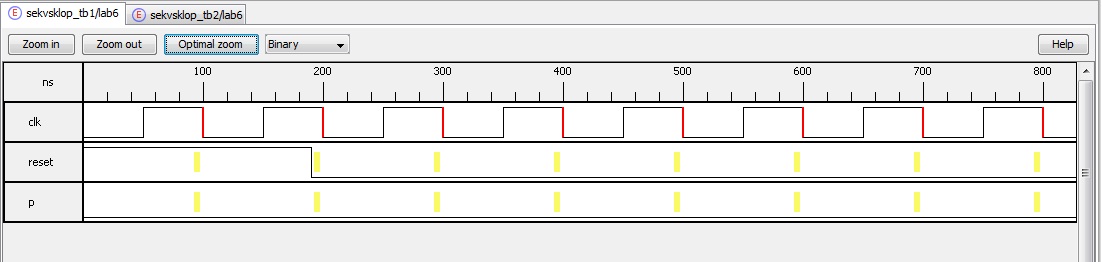 E sekvsklop_tb1/lab6 E sekvsklop_tb2/lab6
Zoom in Zoom out Optimal zoom Binary Help
ns 100 200 300 400 500 600 700 800
clk
reset
p